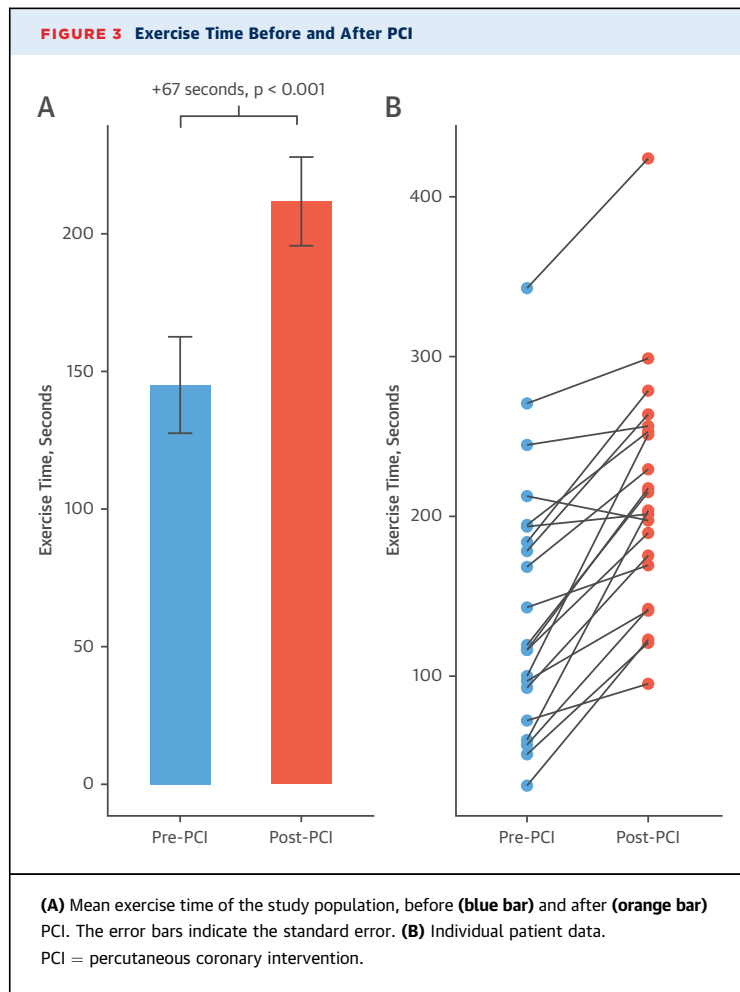 FIGURE 3 Exercise Time Before and After PCI
A
+67 seconds, p < 0.001
Exercise Time, Seconds
200
150
100
50
0
Pre-PCI
Post-PCI
B
Exercise Time, Seconds
400
300
200
100
Pre-PCI
Post-PCI
(A) Mean exercise time of the study population, before (blue bar) and after (orange bar)
PCI. The error bars indicate the standard error. (B) Individual patient data.
PCI = percutaneous coronary intervention.